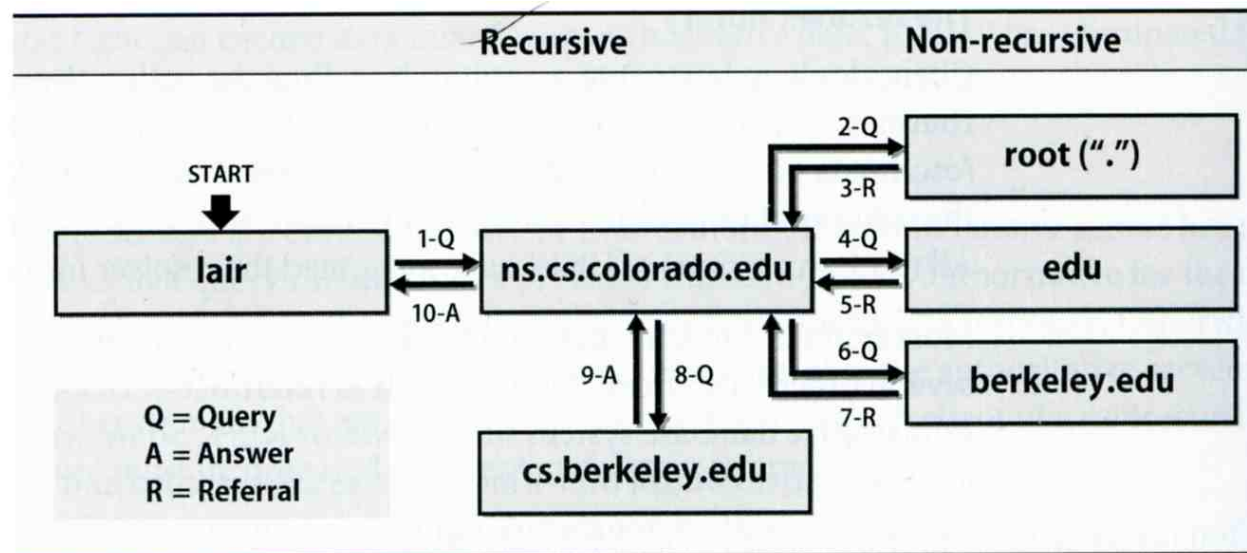 Recursive Non-recursive
2-Q
root (“.”)
START
3-R
1-Q
4-Q
lair
ns.cs.colorado.edu
edu
10-A
5-R
6-Q
9-A
8-Q
berkeley.edu
7-R
Q = Query
A = Answer
R = Referral
cs.berkeley.edu